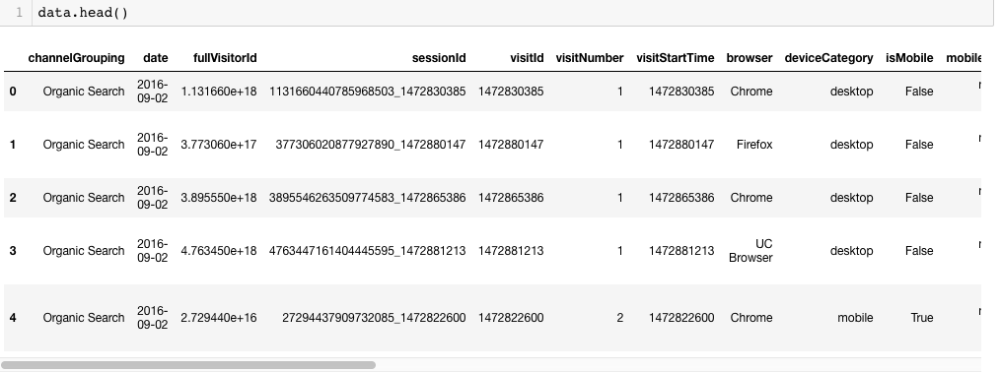 1 data.head()
channelGrouping date fullVisitorId sessionId visitId visitNumber visitStartTime browser deviceCategory isMobile mobile
0 Organic Search 2016-09-02 1.131660e+18 1131660440785968503_1472830385 1472830385 1 1472830385 Chrome desktop False
1 Organic Search 2016-09-02 3.773060e+17 377306020877927890_1472880147 1472880147 1 1472880147 Firefox desktop False
2 Organic Search 2016-09-02 3.895550e+18 3895546263509774583_1472865386 1472865386 1 1472865386 Chrome desktop False
3 Organic Search 2016-09-02 4.763450e+18 4763447161404445595_1472881213 1472881213 1 1472881213 UC Browser desktop False
4 Organic Search 2016-09-02 2.729440e+16 27294437909732085_1472822600 1472822600 2 1472822600 Chrome mobile True